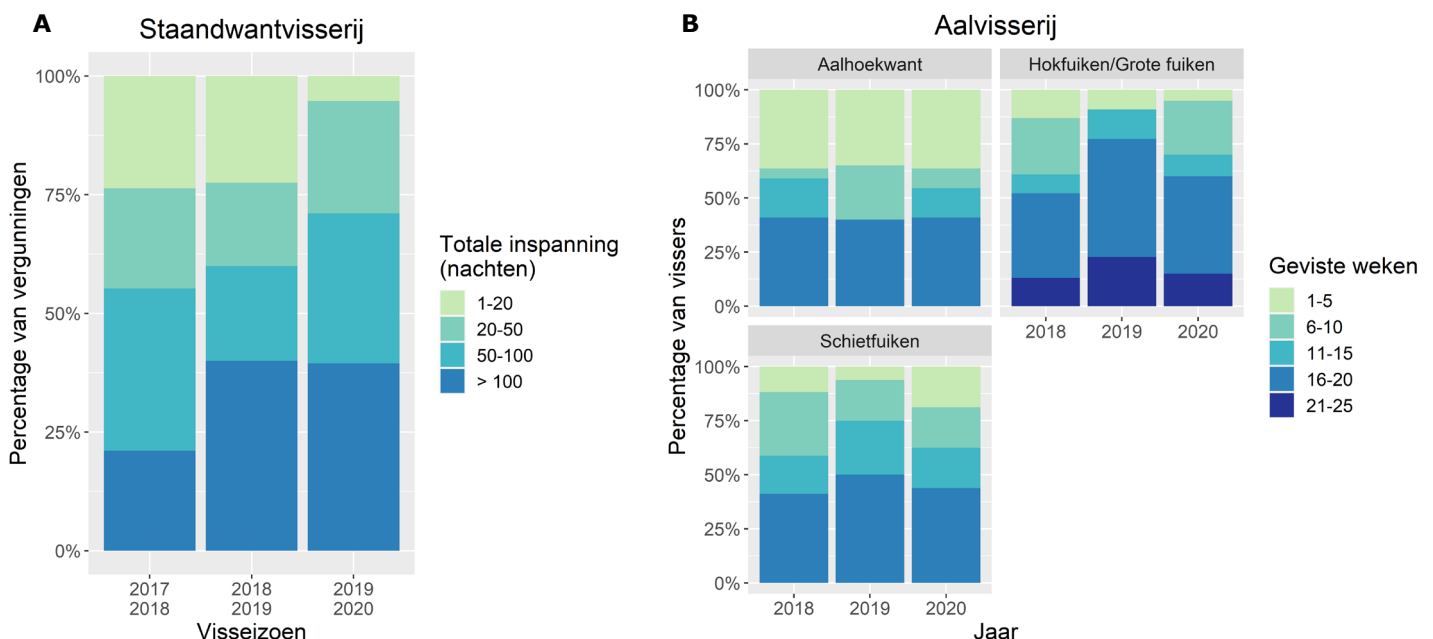 A
Staandwantvisserij
Percentage van vergunningen
100%
75%
50%
25%
0%
2017
2018
2018
2019
2019
2020
Visseizoen
Totale inspanning
(nachten)
1-20
20-50
50-100
> 100
B
Aalvisserij
Percentage van vissers
Aalhoekwant
Hokfuiken/Grote fuiken
100%
75%
50%
25%
0%
2018 2019 2020
Schietfuiken
100%
75%
50%
25%
0%
2018 2019 2020
Jaar
Geviste weken
1-5
6-10
11-15
16-20
21-25